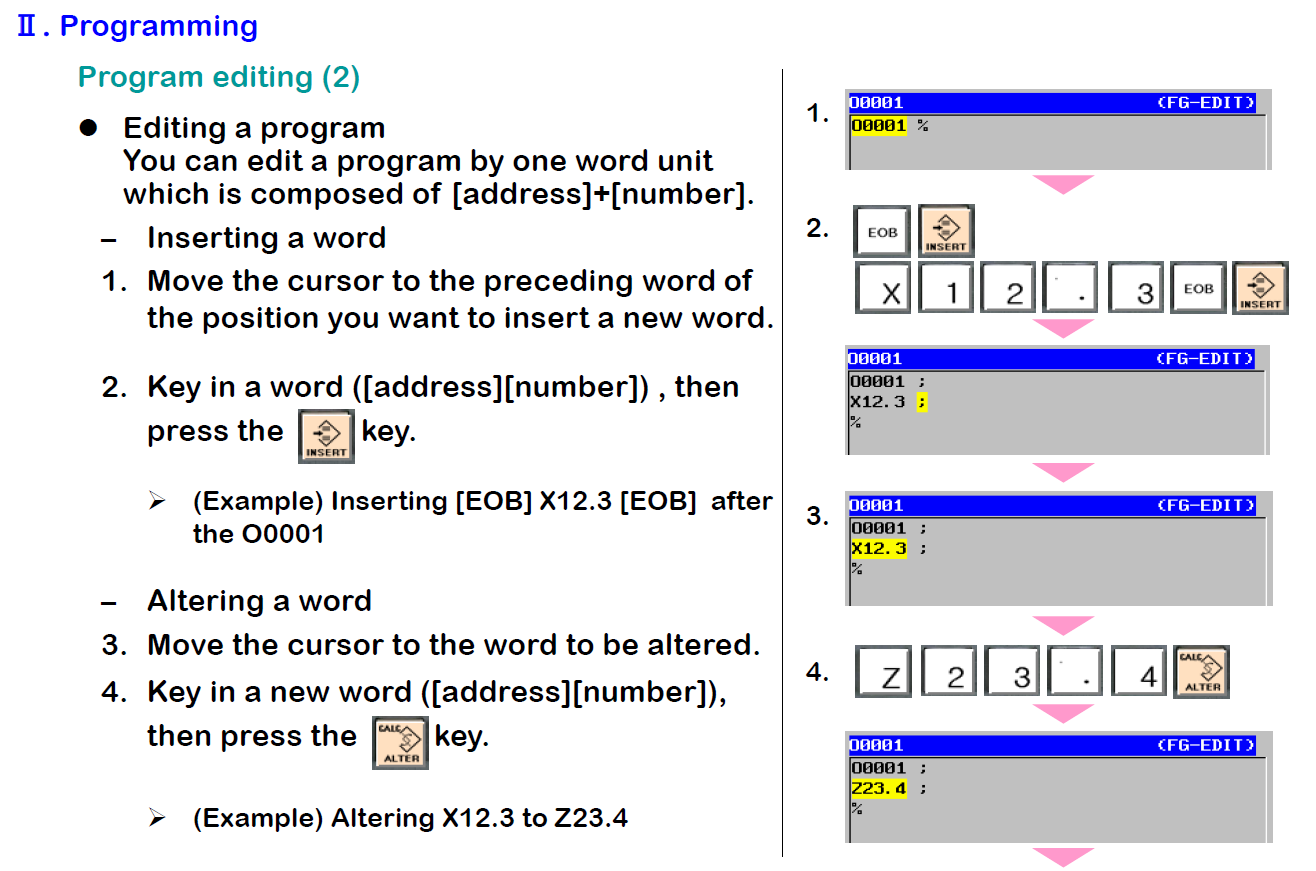 Ⅱ. Programming
Program editing (2)
● Editing a program
You can edit a program by one word unit
which is composed of [address]+[number].
– Inserting a word
1. Move the cursor to the preceding word of
the position you want to insert a new word.
2. Key in a word ([address][number]) , then
press the INSERT key.
➢ (Example) Inserting [EOB] X12.3 [EOB] after
the O0001
– Altering a word
3. Move the cursor to the word to be altered.
4. Key in a new word ([address][number]),
then press the CALC ALTER key.
➢ (Example) Altering X12.3 to Z23.4
1.
O0001 (FG-EDIT)
O0001 %
2.
EOB INSERT
X 1 2 . 3 EOB INSERT
O0001 (FG-EDIT)
O0001 ;
X12.3 ;
%
3.
O0001 (FG-EDIT)
O0001 ;
X12.3 ;
%
4.
Z 2 3 . 4 CALC ALTER
O0001 (FG-EDIT)
O0001 ;
Z23.4 ;
%